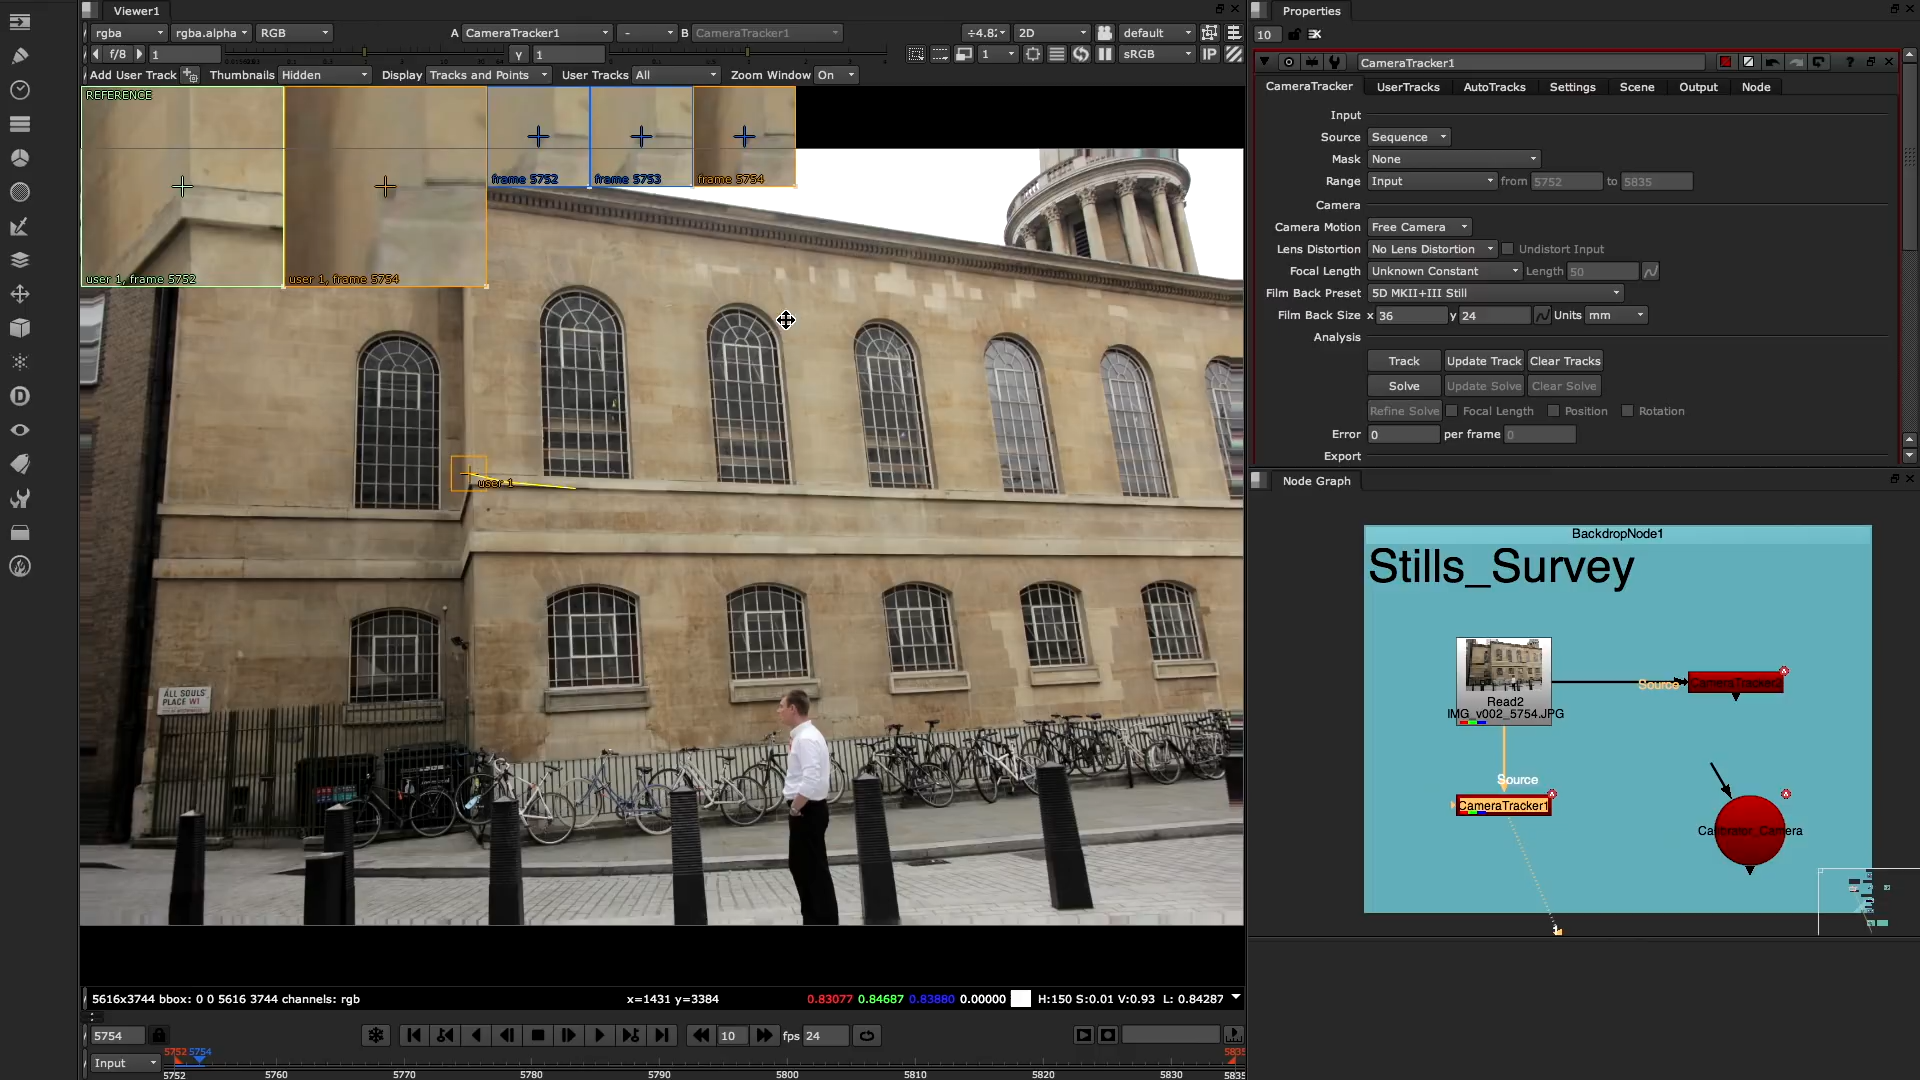 Viewer1
rgba rgba.alpha RGB A CameraTracker1 - B CameraTracker1 2D default
f/8 1 γ 1 1 sRGB IP
Add User Track Thumbnails Hidden Display Tracks and Points User Tracks All Zoom Window On
REFERENCE
frame 5752 frame 5753 frame 5754
user 1, frame 5752 user 1, frame 5754
user 1
ALL SOULS
PLACE W1
5616x3744 bbox: 0 0 5616 3744 channels: rgb x=1431 y=3384 0.83077 0.84687 0.83880 0.00000 H:150 S:0.01 V:0.93 L: 0.84287
5754 10 fps 24
5752 5754 5835
Input
5752 5760 5770 5780 5790 5800 5810 5820 5830 5835
Properties
10
CameraTracker1
CameraTracker UserTracks AutoTracks Settings Scene Output Node
Input
Source Sequence
Mask None
Range Input from 5752 to 5835
Camera
Camera Motion Free Camera
Lens Distortion No Lens Distortion Undistort Input
Focal Length Unknown Constant Length 50
Film Back Preset 5D MKII+III Still
Film Back Size x 36 y 24 Units mm
Analysis
Track Update Track Clear Tracks
Solve Update Solve Clear Solve
Refine Solve Focal Length Position Rotation
Error 0 per frame 0
Export
Node Graph
BackdropNode1
Stills_Survey
Read2
IMG_v002_5754.JPG
Source
Source
CameraTracker1
Calibrator_Camera